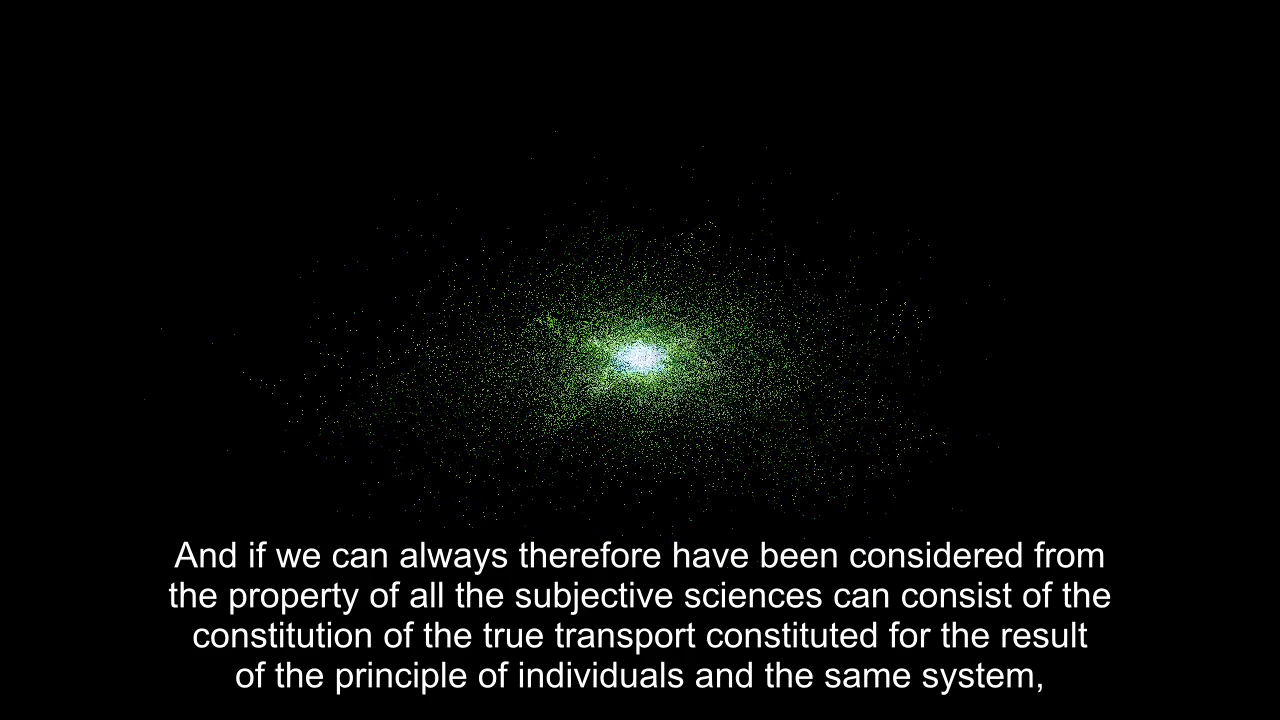 And if we can always therefore have been considered from
the property of all the subjective sciences can consist of the
constitution of the true transport constituted for the result
of the principle of individuals and the same system,